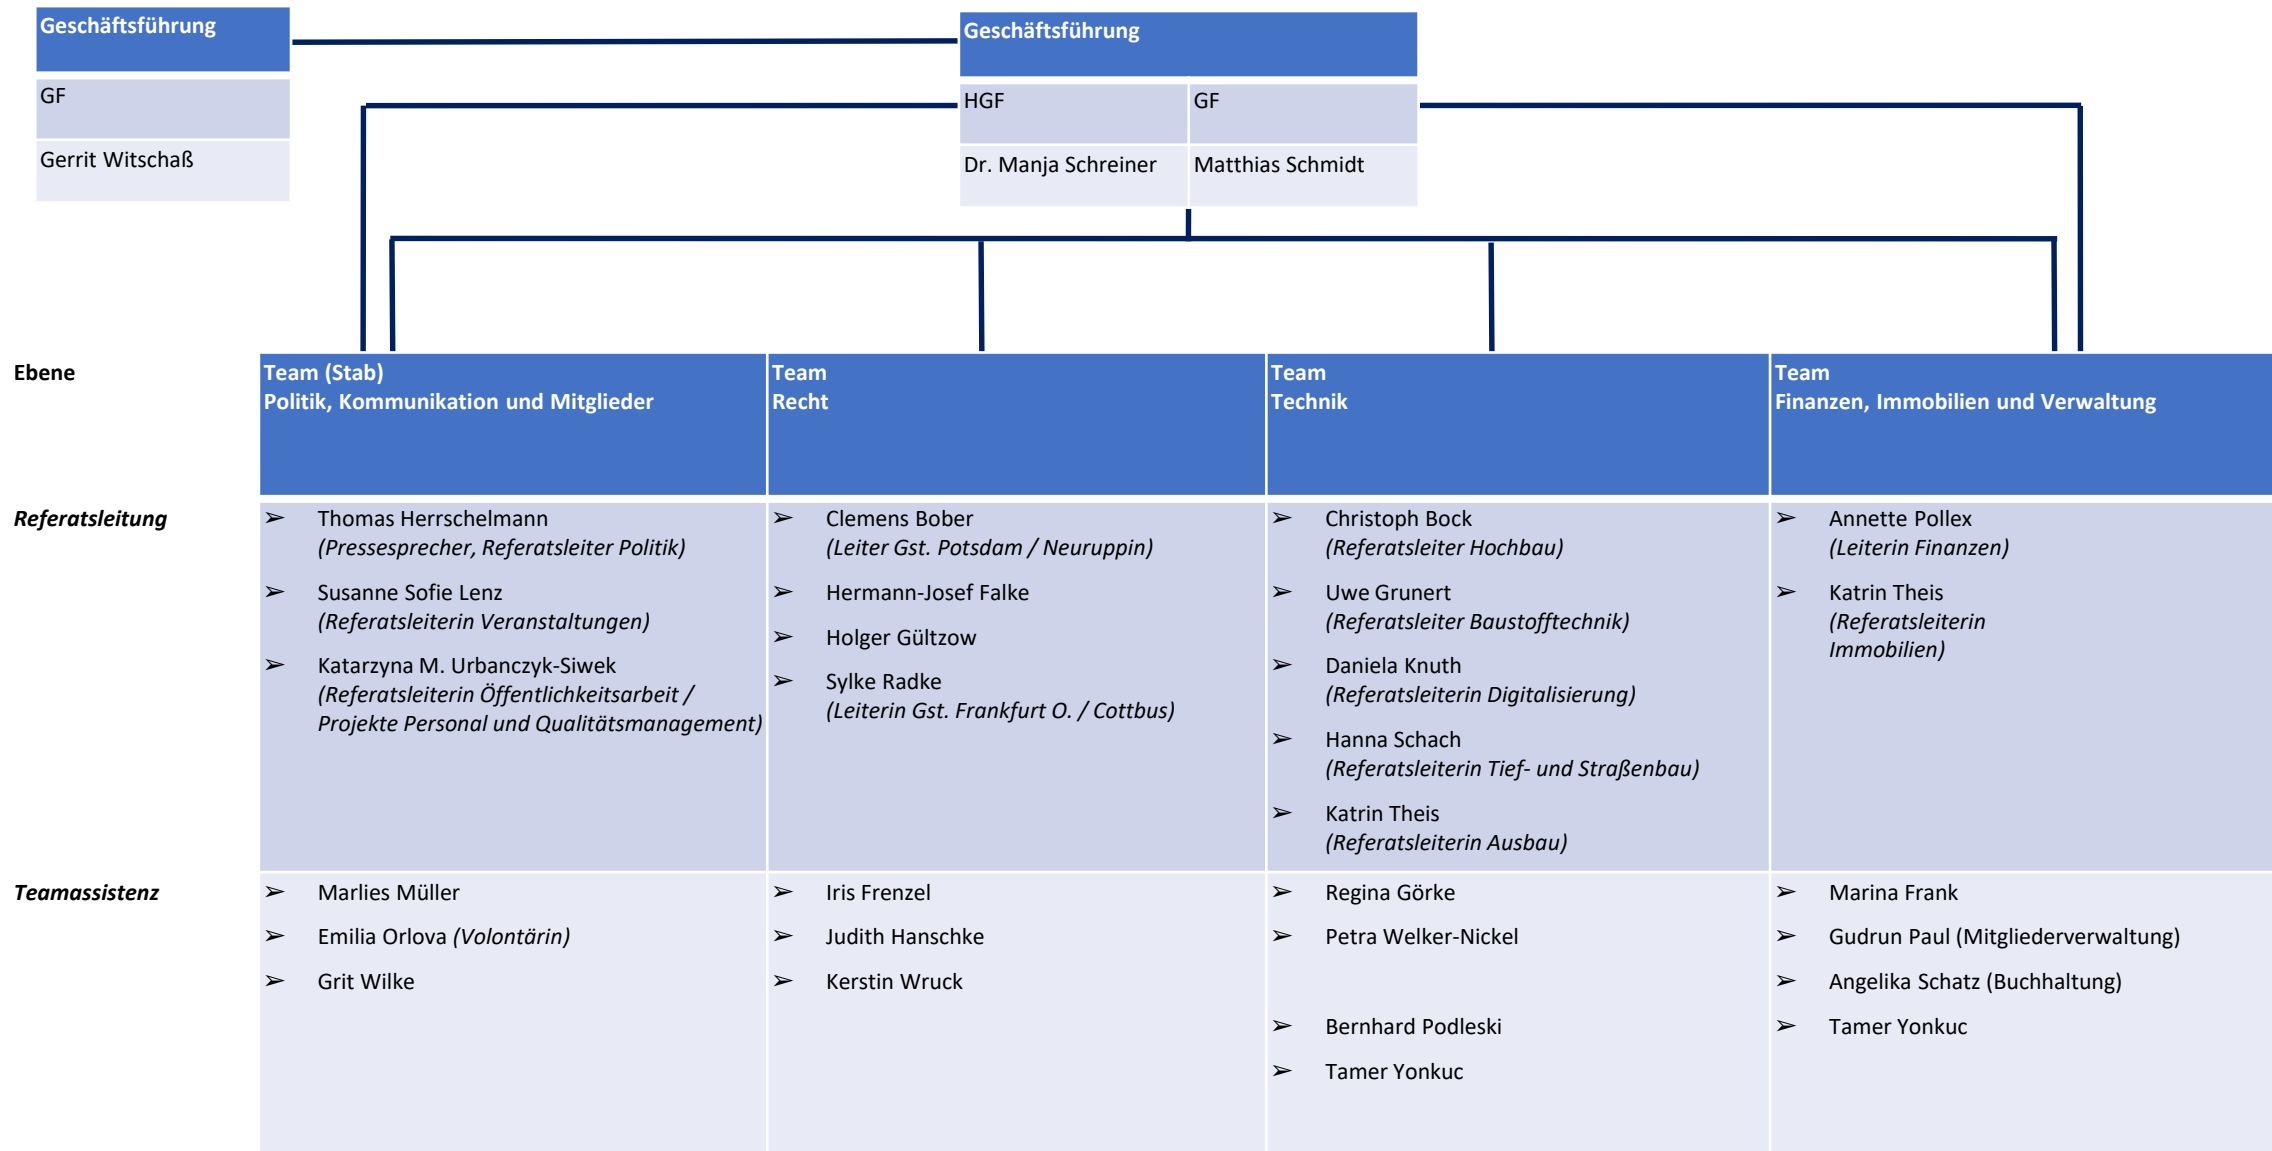 Geschäftsführung
GF
Gerrit Witschaß
Geschäftsführung
HGF
GF
Dr. Manja Schreiner
Matthias Schmidt
Ebene
Team (Stab)
Politik, Kommunikation und Mitglieder
Team
Recht
Team
Technik
Team
Finanzen, Immobilien und Verwaltung
Referatsleitung
➢ Thomas Herrschelmann
(Pressesprecher, Referatsleiter Politik)
➢ Susanne Sofie Lenz
(Referatsleiterin Veranstaltungen)
➢ Katarzyna M. Urbanczyk-Siwek
(Referatsleiterin Öffentlichkeitsarbeit /
Projekte Personal und Qualitätsmanagement)
➢ Clemens Bober
(Leiter Gst. Potsdam / Neuruppin)
➢ Hermann-Josef Falke
➢ Holger Gültzow
➢ Sylke Radke
(Leiterin Gst. Frankfurt O. / Cottbus)
➢ Christoph Bock
(Referatsleiter Hochbau)
➢ Uwe Grunert
(Referatsleiter Baustofftechnik)
➢ Daniela Knuth
(Referatsleiterin Digitalisierung)
➢ Hanna Schach
(Referatsleiterin Tief- und Straßenbau)
➢ Katrin Theis
(Referatsleiterin Ausbau)
➢ Annette Pollex
(Leiterin Finanzen)
➢ Katrin Theis
(Referatsleiterin
Immobilien)
Teamassistenz
➢ Marlies Müller
➢ Emilia Orlova (Volontärin)
➢ Grit Wilke
➢ Iris Frenzel
➢ Judith Hanschke
➢ Kerstin Wruck
➢ Regina Görke
➢ Petra Welker-Nickel
➢ Bernhard Podleski
➢ Tamer Yonkuc
➢ Marina Frank
➢ Gudrun Paul (Mitgliederverwaltung)
➢ Angelika Schatz (Buchhaltung)
➢ Tamer Yonkuc